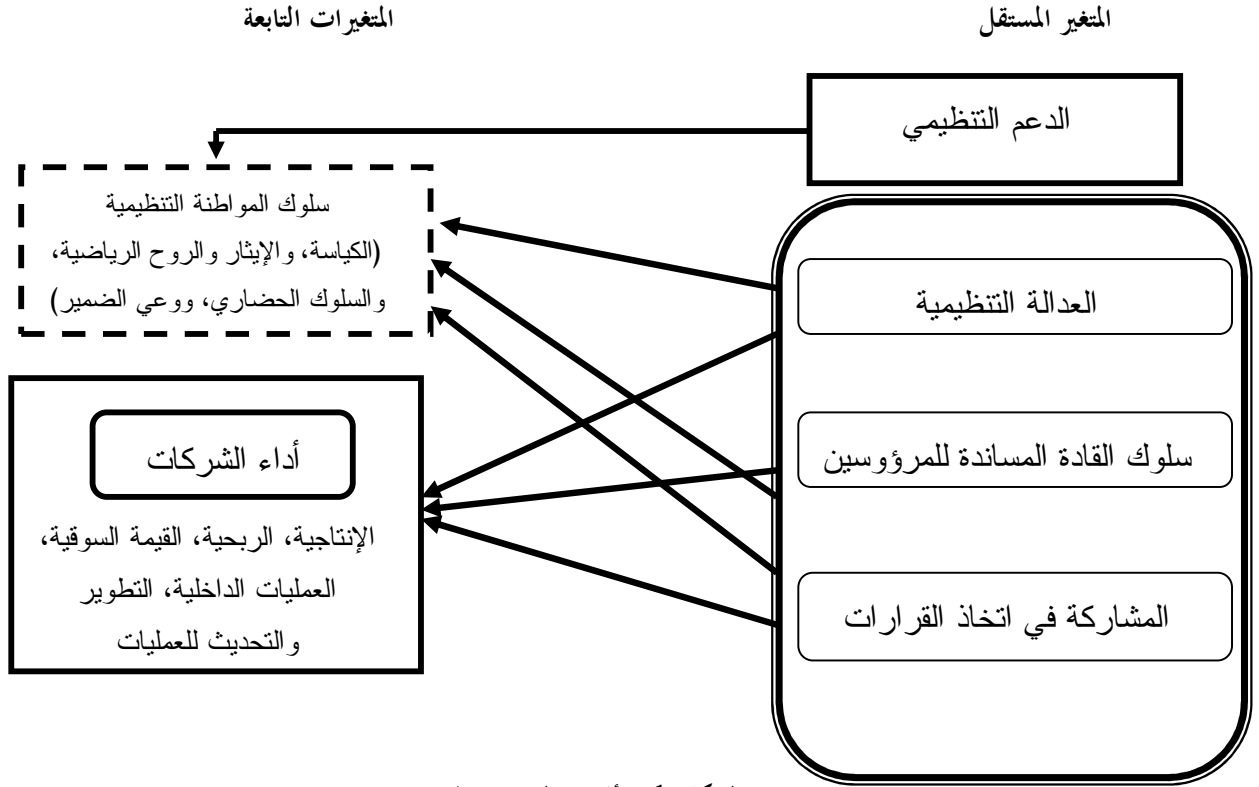 المتغير المستقل
المتغيرات التابعة
الدعم التنظيمي
سلوك المواطنة التنظيمية
(الكياسة، والإيثار والروح الرياضية،
والسلوك الحضاري، ووعي الضمير)
العدالة التنظيمية
أداء الشركات
سلوك القادة المساندة للمرؤوسين
الإنتاجية، الربحية، القيمة السوقية،
العمليات الداخلية، التطوير
والتحديث للعمليات
المشاركة في اتخاذ القرارات